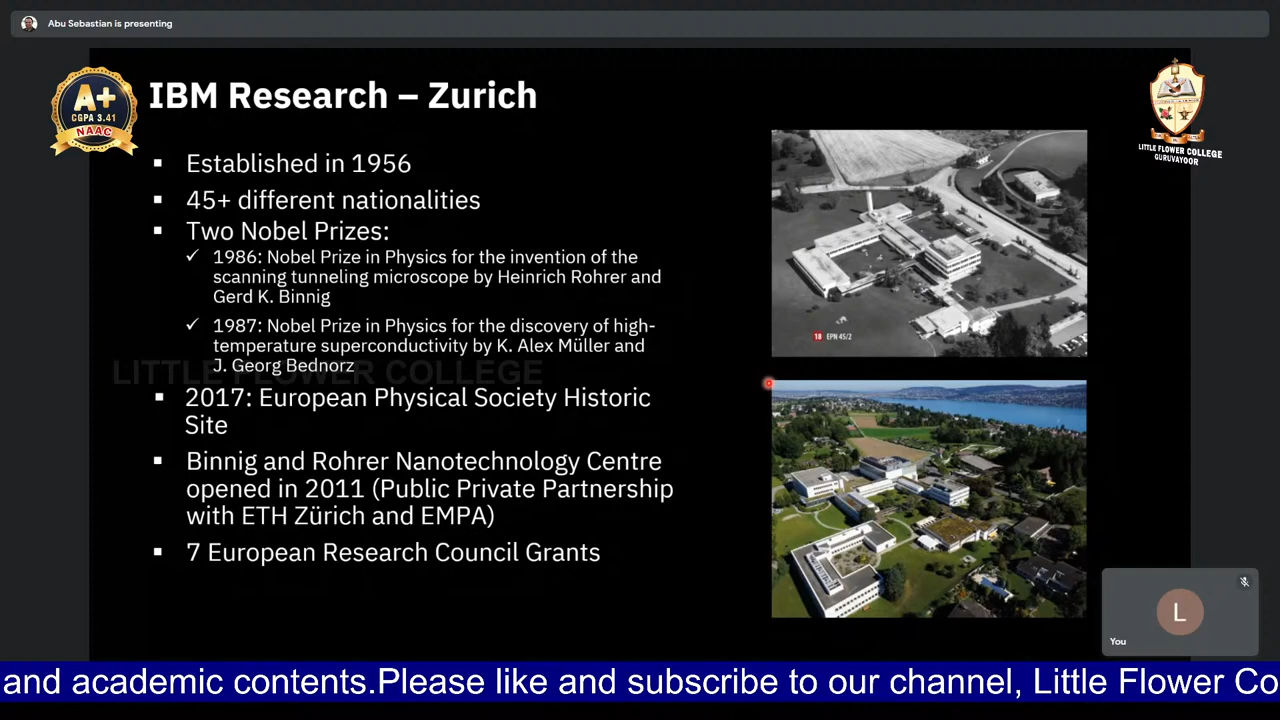 Abu Sebastian is presenting
A+
CGPA 3.41
NAAC
IBM Research – Zurich
LITTLE FLOWER COLLEGE
GURUVAYOOR
▪ Established in 1956
▪ 45+ different nationalities
▪ Two Nobel Prizes:
✓ 1986: Nobel Prize in Physics for the invention of the
scanning tunneling microscope by Heinrich Rohrer and
Gerd K. Binnig
✓ 1987: Nobel Prize in Physics for the discovery of high-
temperature superconductivity by K. Alex Müller and
J. Georg Bednorz
LITTLE FLOWER COLLEGE
▪ 2017: European Physical Society Historic
Site
▪ Binnig and Rohrer Nanotechnology Centre
opened in 2011 (Public Private Partnership
with ETH Zürich and EMPA)
▪ 7 European Research Council Grants
18 EPN 45/2
L
You
and academic contents.Please like and subscribe to our channel, Little Flower Co